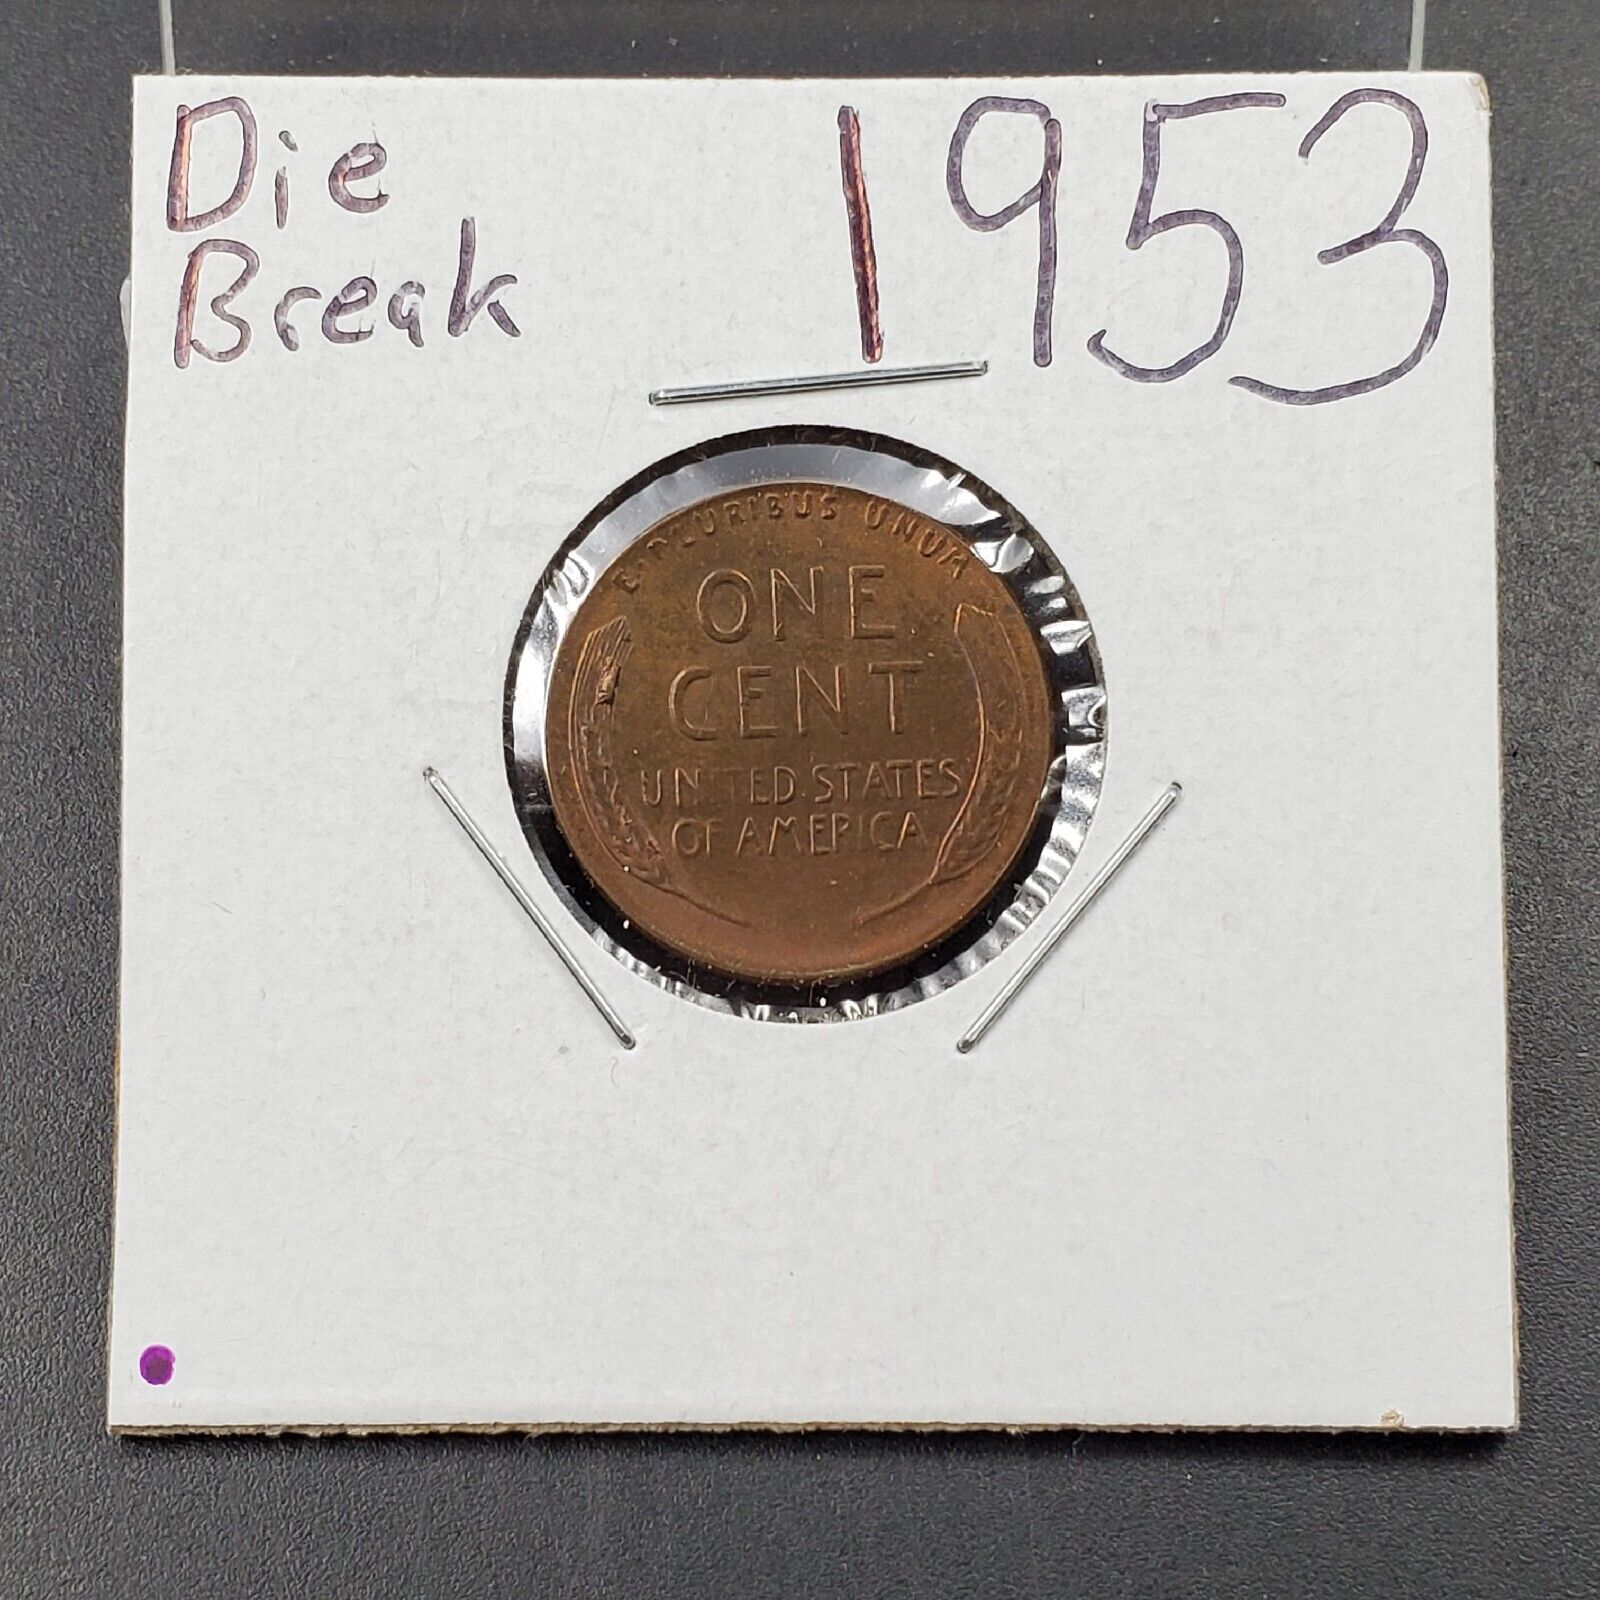 Die
Break
1953
E·PLURIBUS UNUM
ONE
CENT
UNITED STATES
OF AMERICA